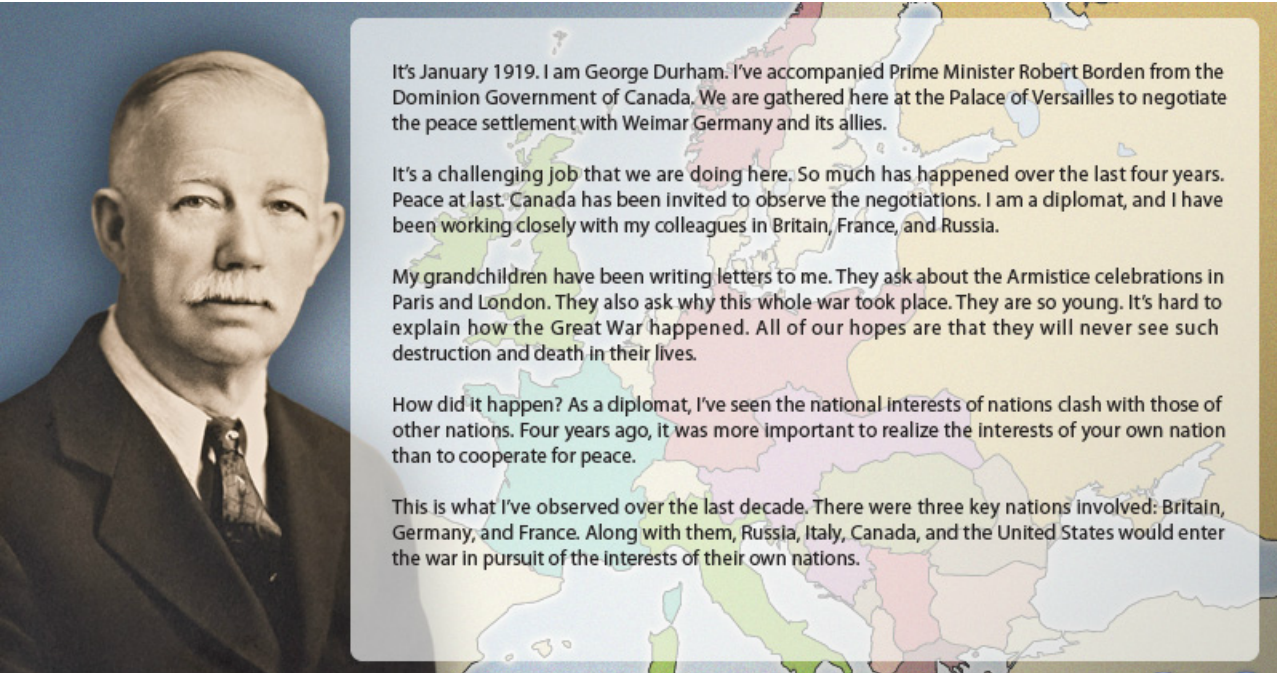 It's January 1919. I am George Durham. I've accompanied Prime Minister Robert Borden from the
Dominion Government of Canada. We are gathered here at the Palace of Versailles to negotiate
the peace settlement with Weimar Germany and its allies.
It's a challenging job that we are doing here. So much has happened over the last four years.
Peace at last. Canada has been invited to observe the negotiations. I am a diplomat, and I have
been working closely with my colleagues in Britain, France, and Russia.
My grandchildren have been writing letters to me. They ask about the Armistice celebrations in
Paris and London. They also ask why this whole war took place. They are so young. It's hard to
explain how the Great War happened. All of our hopes are that they will never see such
destruction and death in their lives.
How did it happen? As a diplomat, I've seen the national interests of nations clash with those of
other nations. Four years ago, it was more important to realize the interests of your own nation
than to cooperate for peace.
This is what I've observed over the last decade. There were three key nations involved: Britain,
Germany, and France. Along with them, Russia, Italy, Canada, and the United States would enter
the war in pursuit of the interests of their own nations.